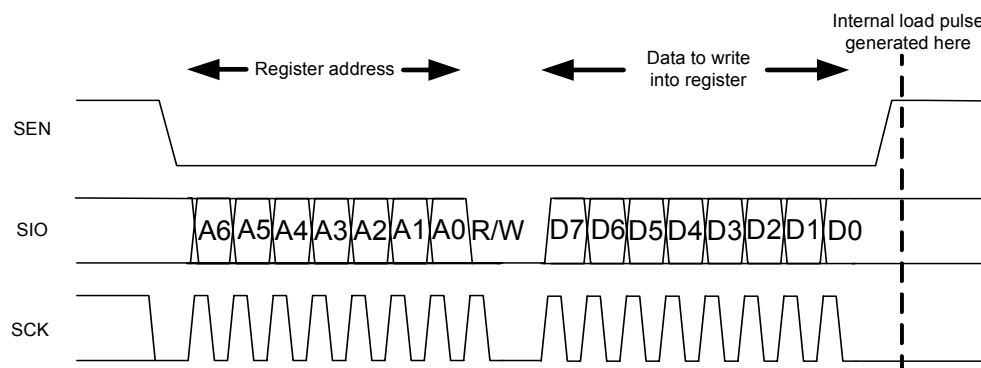 Internal load pulse
generated here
Register address
Data to write
into register
SEN
SIO
A6 A5 A4 A3 A2 A1 A0 R/W D7 D6 D5 D4 D3 D2 D1 D0
SCK